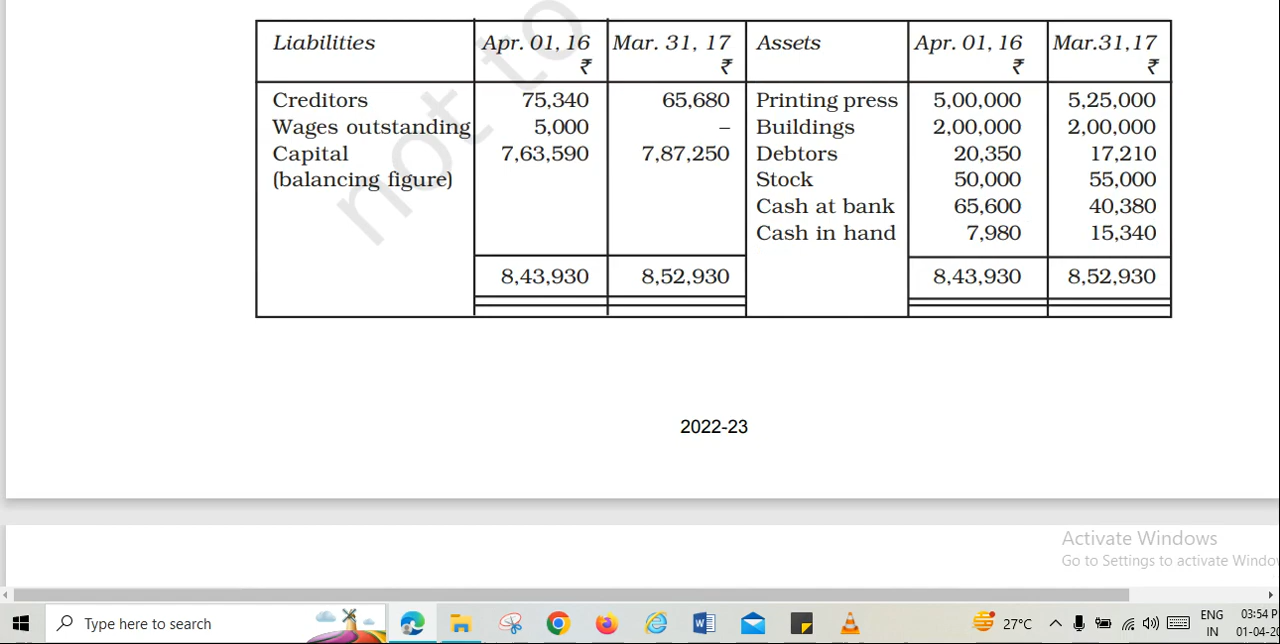 Liabilities Apr. 01, 16 Mar. 31, 17 Assets Apr. 01, 16 Mar.31,17
₹ ₹ ₹ ₹
Creditors 75,340 65,680 Printing press 5,00,000 5,25,000
Wages outstanding 5,000 – Buildings 2,00,000 2,00,000
Capital 7,63,590 7,87,250 Debtors 20,350 17,210
(balancing figure) Stock 50,000 55,000
Cash at bank 65,600 40,380
Cash in hand 7,980 15,340
8,43,930 8,52,930 8,43,930 8,52,930
not to
2022-23
Activate Windows
Go to Settings to activate Windo
Type here to search 27°C ENG 03:54 P
IN 01-04-20